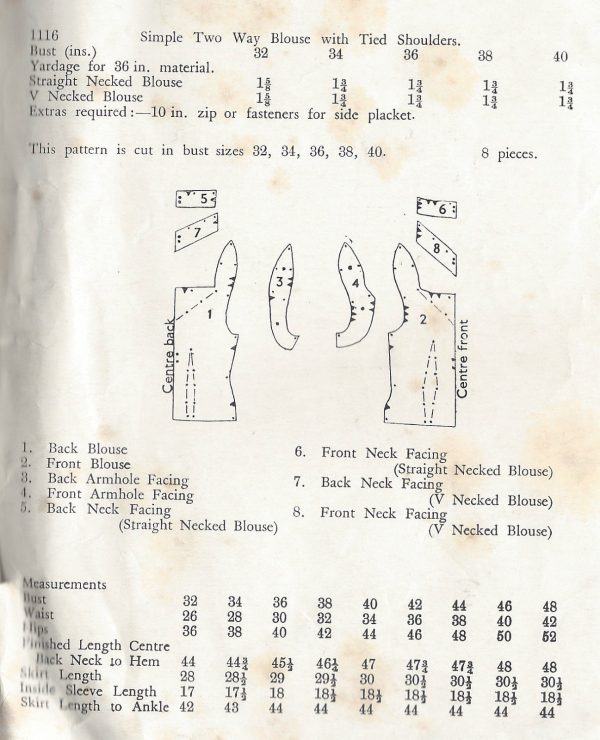 1116 Simple Two Way Blouse with Tied Shoulders.
Bust (ins.) 32 34 36 38 40
Yardage for 36 in. material.
Straight Necked Blouse 1⅝ 1¾ 1¾ 1¾ 1¾
V Necked Blouse 1⅝ 1¾ 1¾ 1¾ 1¾
Extras required :—10 in. zip or fasteners for side placket.
This pattern is cut in bust sizes 32, 34, 36, 38, 40. 8 pieces.
5
6
7
8
3
4
1
2
Centre back
Centre front
1. Back Blouse
2. Front Blouse
3. Back Armhole Facing
4. Front Armhole Facing
5. Back Neck Facing
(Straight Necked Blouse)
6. Front Neck Facing
(Straight Necked Blouse)
7. Back Neck Facing
(V Necked Blouse)
8. Front Neck Facing
(V Necked Blouse)
Measurements
Bust 32 34 36 38 40 42 44 46 48
Waist 26 28 30 32 34 36 38 40 42
Hips 36 38 40 42 44 46 48 50 52
Finished Length Centre
Back Neck to Hem 44 44¾ 45½ 46¼ 47 47¾ 47¾ 48 48
Skirt Length 28 28½ 29 29½ 30 30½ 30½ 30½ 30½
Inside Sleeve Length 17 17½ 18 18½ 18½ 18½ 18½ 18½ 18½
Skirt Length to Ankle 42 43 44 44 44 44 44 44 44